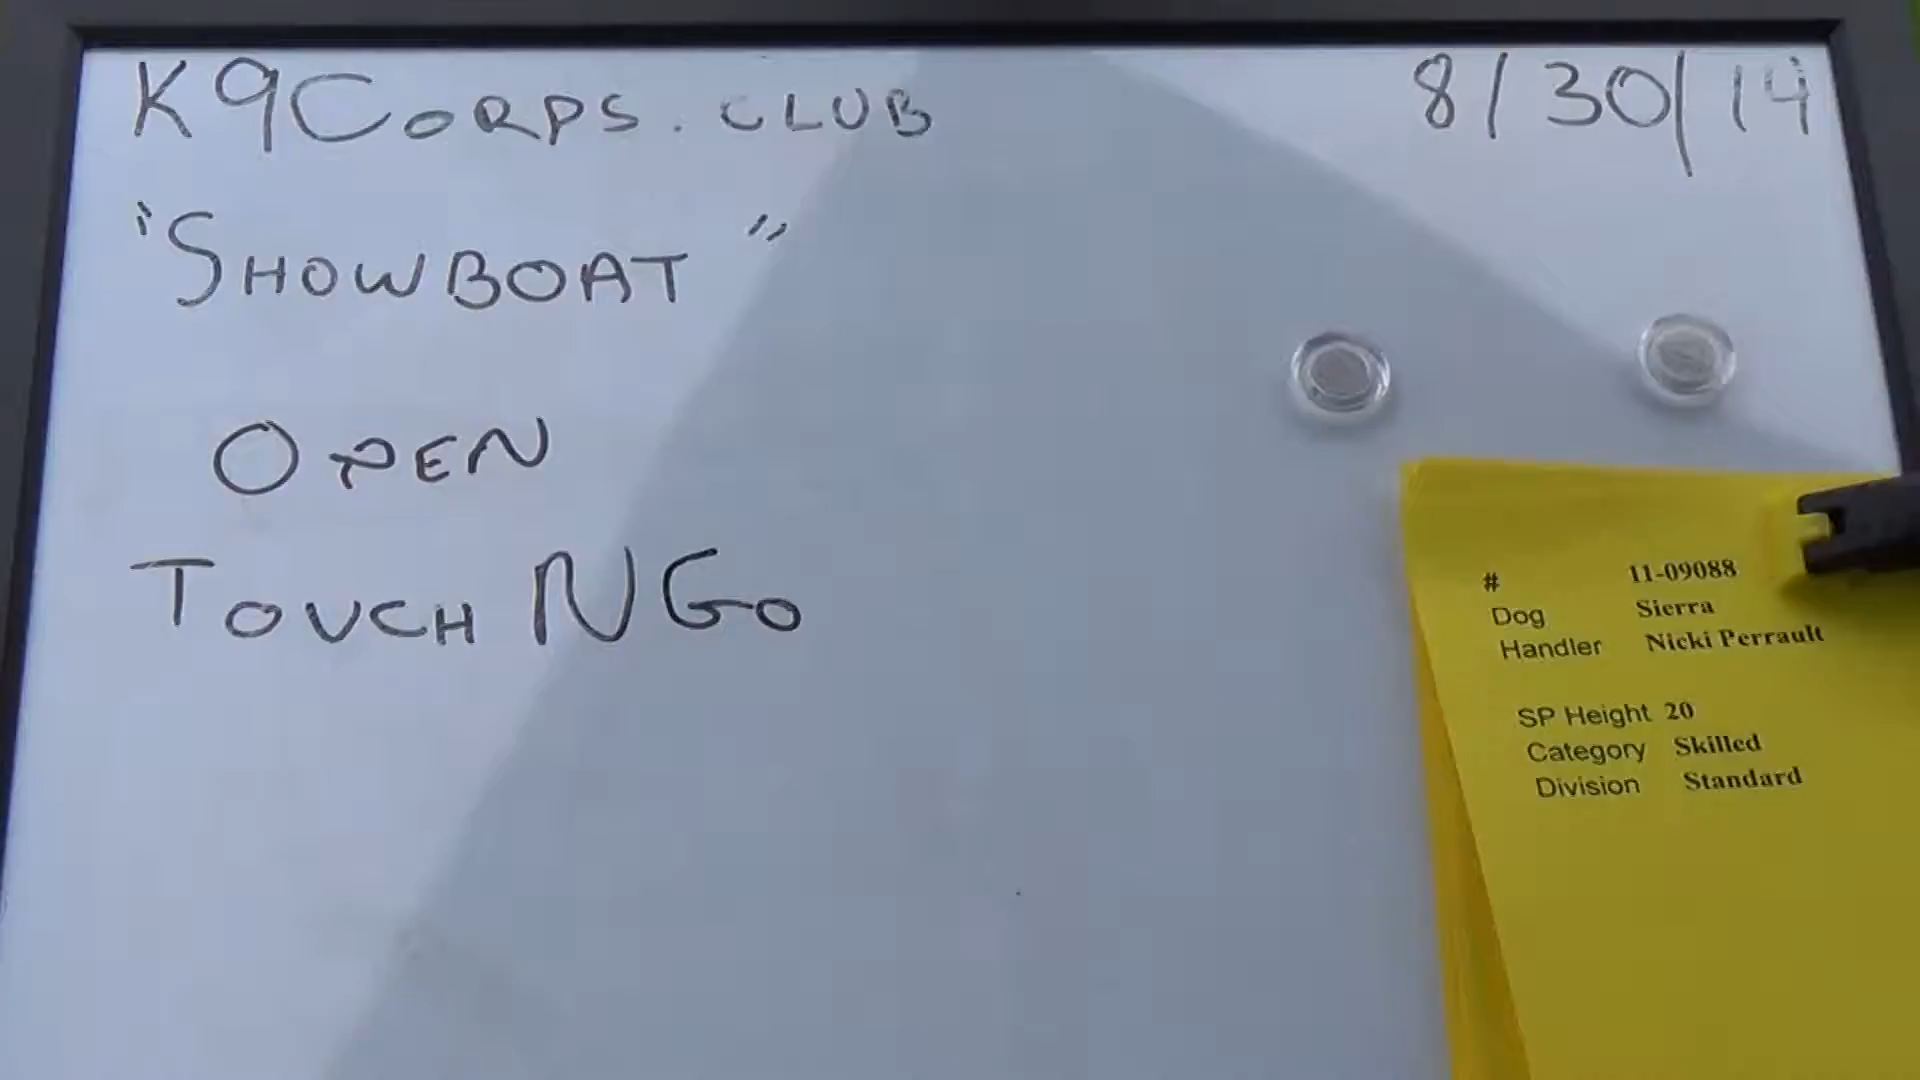 K9Corps.club 8/30/14
"Showboat"
Open
Touch N Go
# 11-09088
Dog Sierra
Handler Nicki Perrault
SP Height 20
Category Skilled
Division Standard